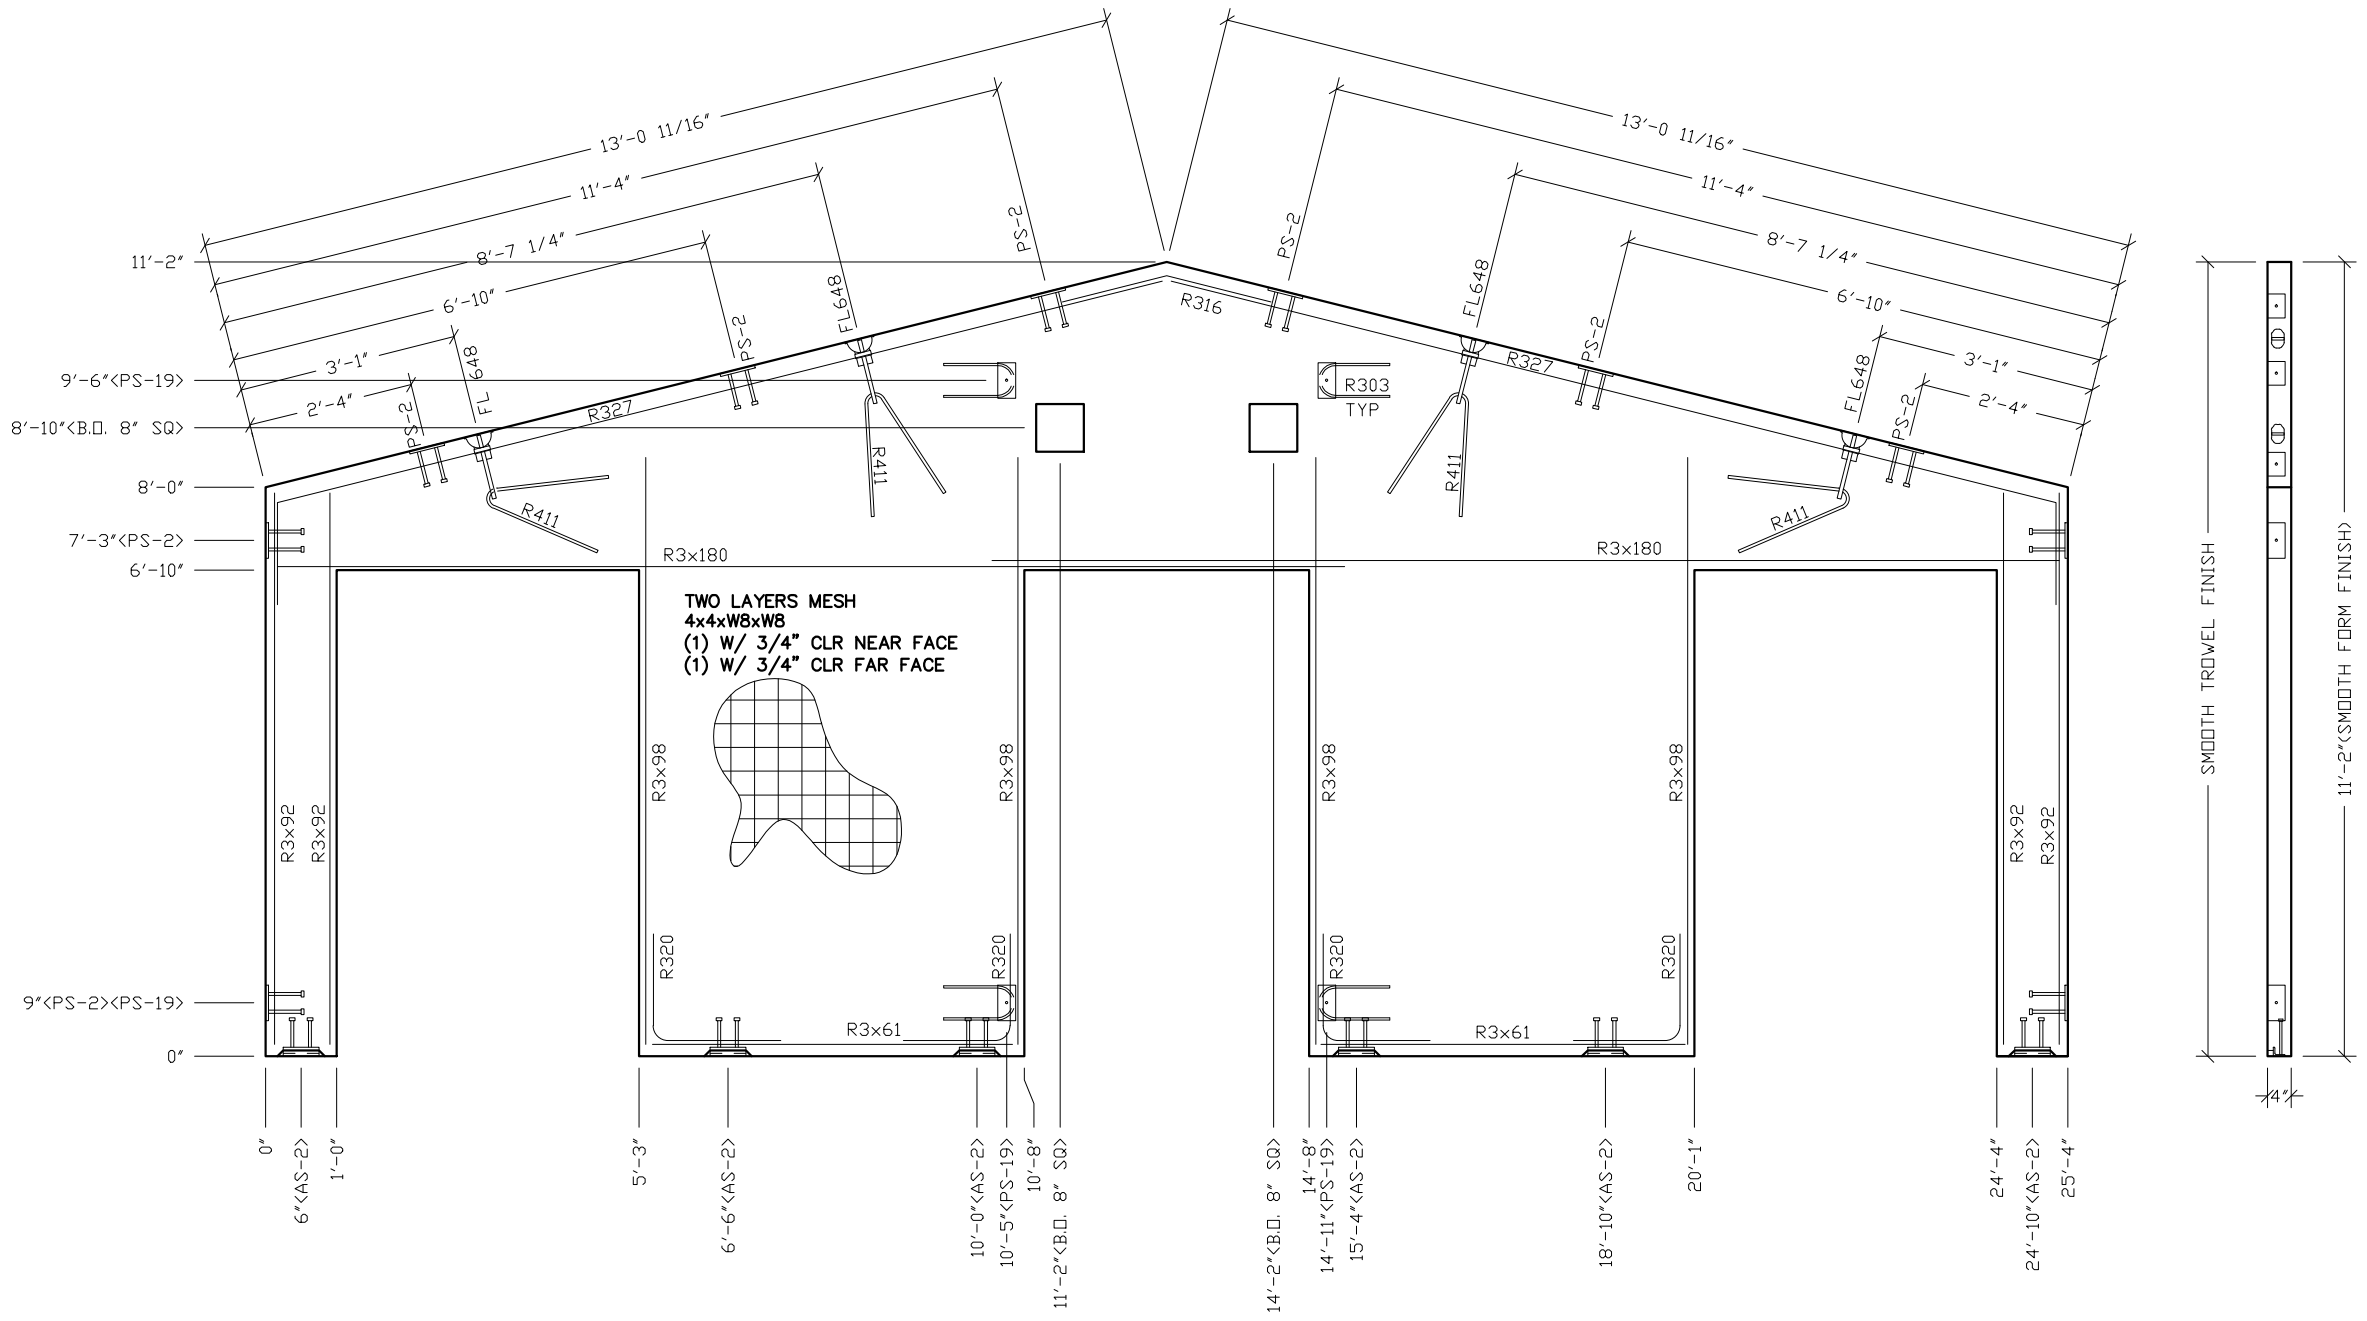 13'-0 11/16"
13'-0 11/16"
11'-4"
11'-4"
8'-7 1/4"
8'-7 1/4"
6'-10"
6'-10"
3'-1"
3'-1"
2'-4"
2'-4"
PS-2
PS-2
FL648
FL648
PS-2
PS-2
FL 648
FL648
PS-2
PS-2
11'-2"
9'-6"<PS-19>
8'-10"<B.O. 8" SQ>
8'-0"
7'-3"<PS-2>
6'-10"
9"<PS-2><PS-19>
0"
R316
R327
R327
R303
TYP
R411
R411
R411
R411
R3x180
R3x180
TWO LAYERS MESH
4x4xW8xW8
(1) W/ 3/4" CLR NEAR FACE
(1) W/ 3/4" CLR FAR FACE
R3x92
R3x92
R3x98
R3x98
R3x98
R3x98
R3x92
R3x92
R320
R320
R320
R320
R3x61
R3x61
0"
6"<AS-2>
1'-0"
5'-3"
6'-6"<AS-2>
10'-0"<AS-2>
10'-5"<PS-19>
10'-8"
11'-2"<B.O. 8" SQ>
14'-2"<B.O. 8" SQ>
14'-8"
14'-11"<PS-19>
15'-4"<AS-2>
18'-10"<AS-2>
20'-1"
24'-4"
24'-10"<AS-2>
25'-4"
SMOOTH TROWEL FINISH
11'-2"(SMOOTH FORM FINISH)
4"